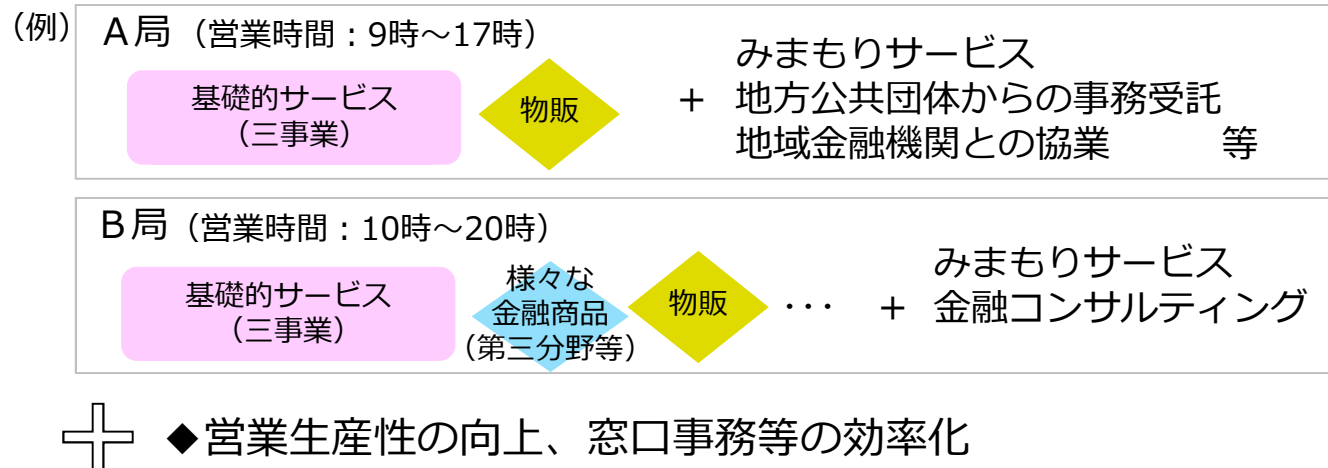 （例）
Ａ局（営業時間：9時～17時）
基礎的サービス
（三事業）
物販
＋
みまもりサービス
地方公共団体からの事務受託
地域金融機関との協業　　　等
Ｂ局（営業時間：10時～20時）
基礎的サービス
（三事業）
様々な
金融商品
（第三分野等）
物販
・・・
＋
みまもりサービス
金融コンサルティング
◆営業生産性の向上、窓口事務等の効率化